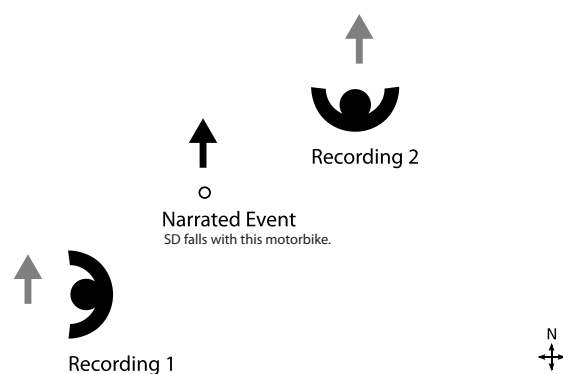 Recording 2
Narrated Event
SD falls with this motorbike.
N
Recording 1